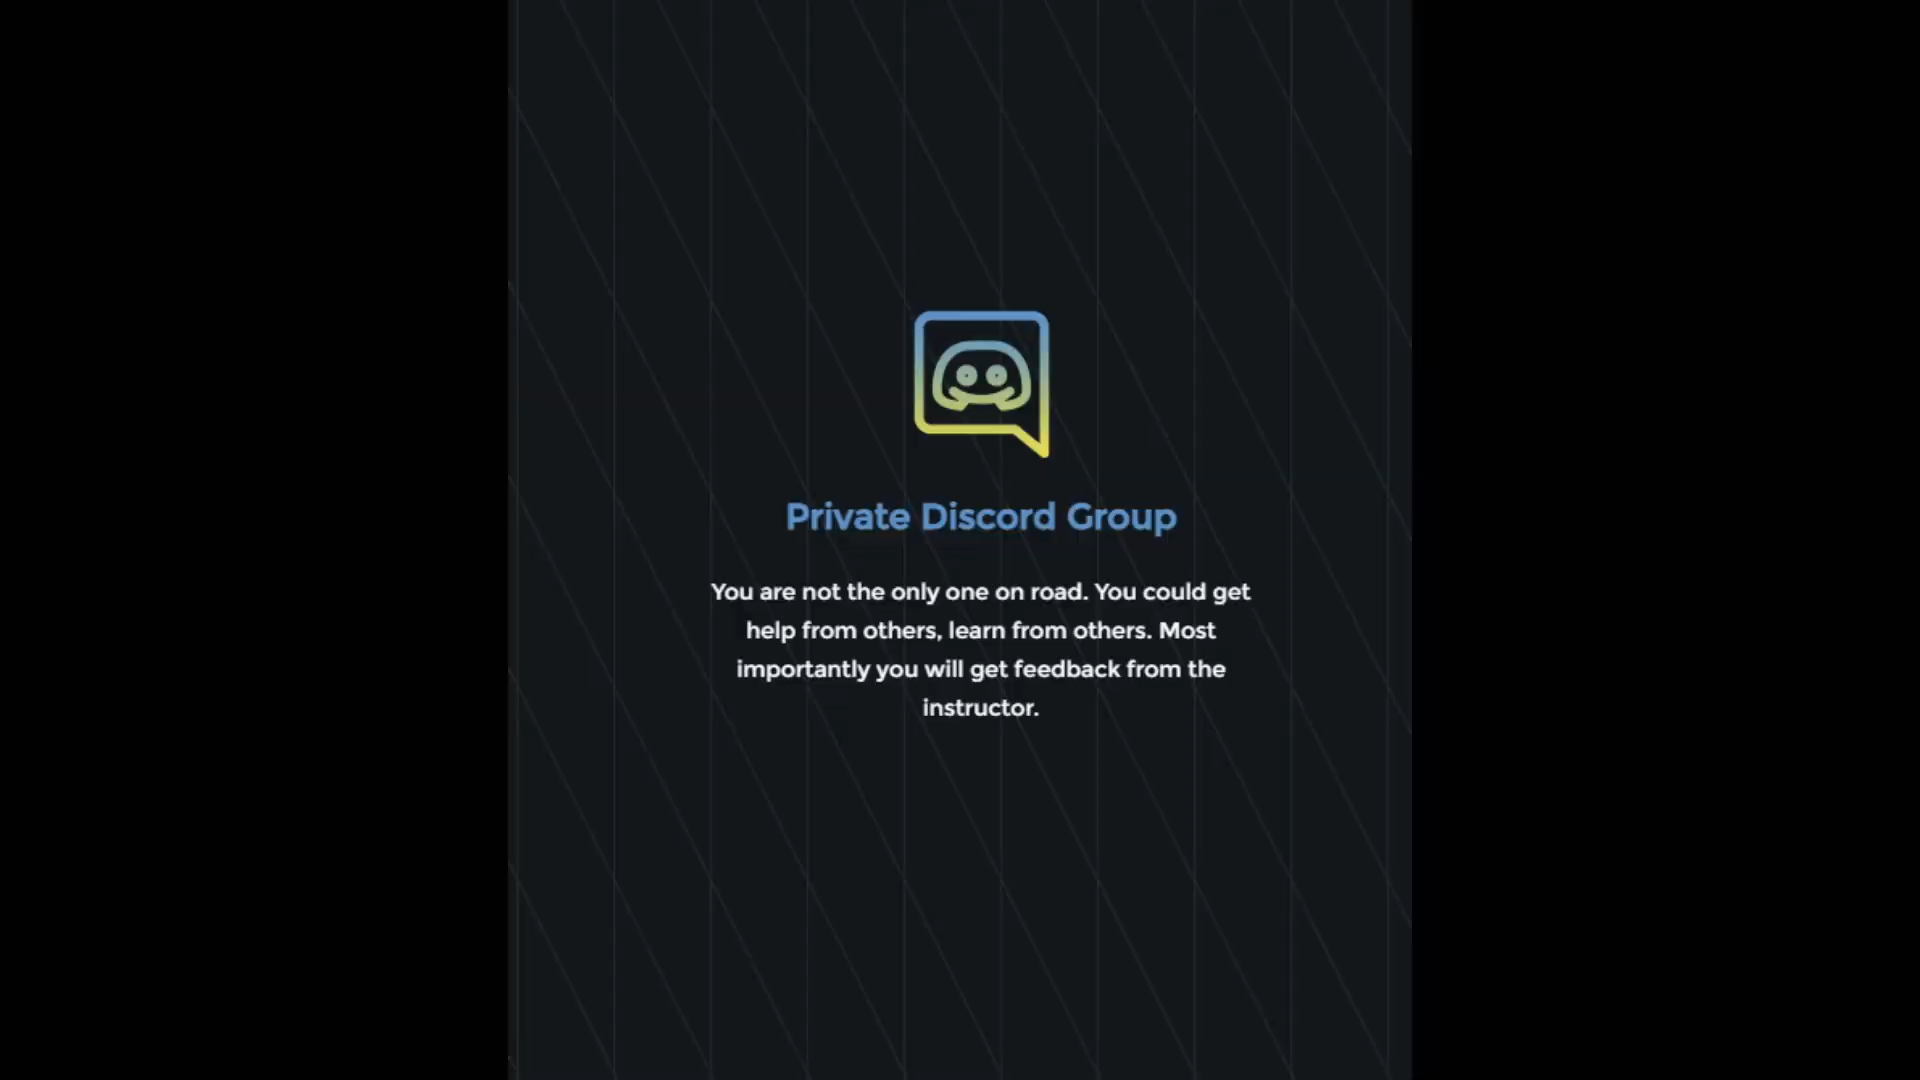 Private Discord Group
You are not the only one on road. You could get
help from others, learn from others. Most
importantly you will get feedback from the
instructor.